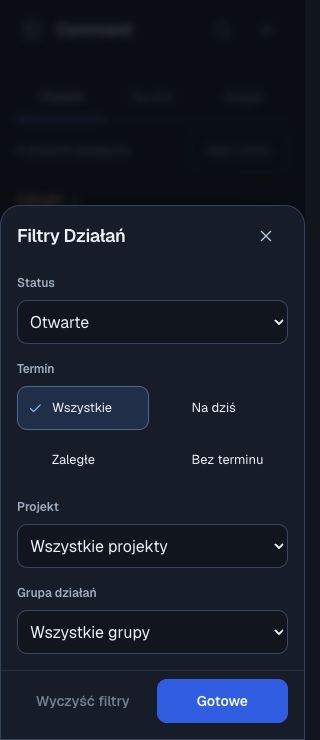 Filtry Działań
Status
Otwarte
Termin
Wszystkie
Na dziś
Zaległe
Bez terminu
Projekt
Wszystkie projekty
Grupa działań
Wszystkie grupy
Wyczyść filtry
Gotowe